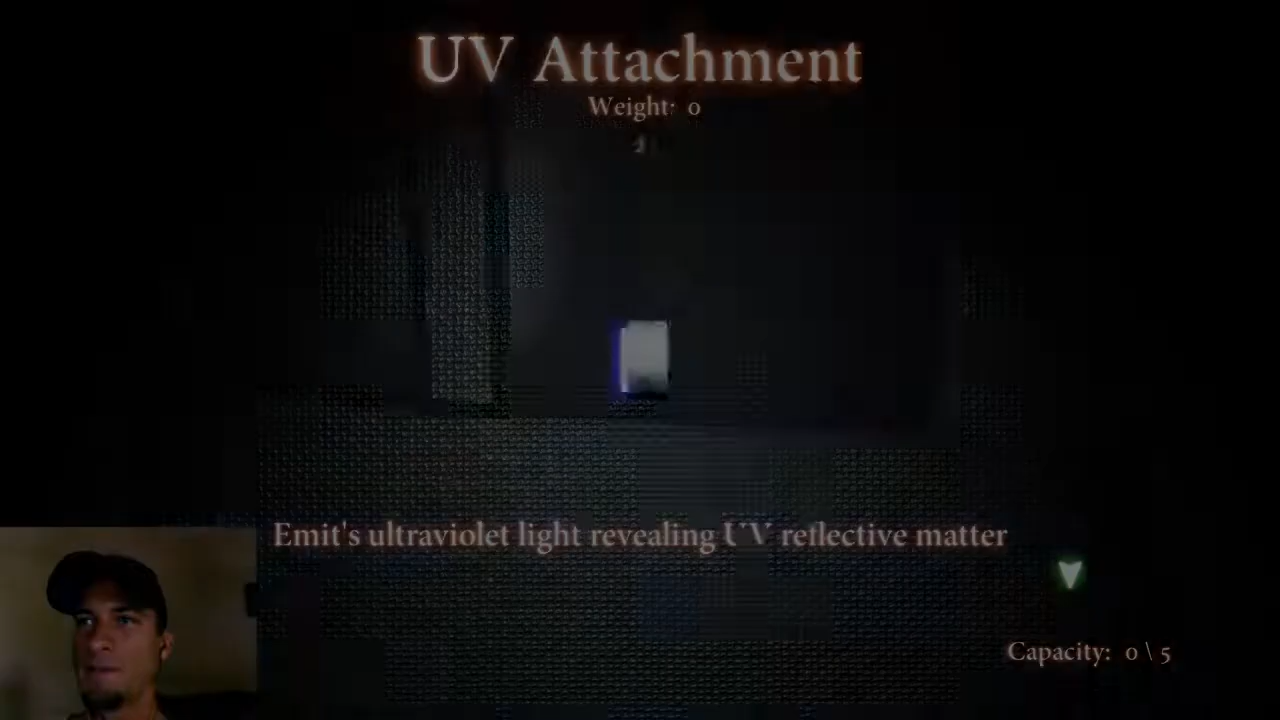 UV Attachment
Weight: 0
Emit's ultraviolet light revealing UV reflective matter
Capacity: 0 \ 5